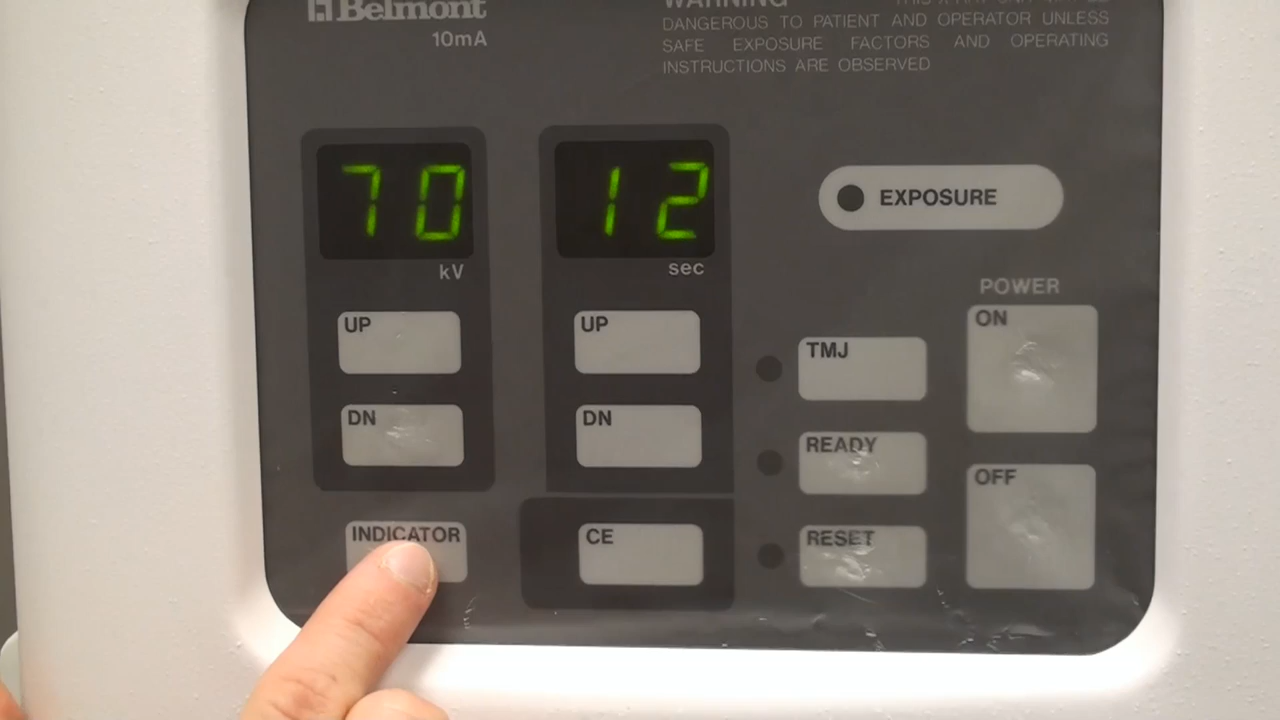 Belmont
10mA
WARNING
DANGEROUS TO PATIENT AND OPERATOR UNLESS
SAFE EXPOSURE FACTORS AND OPERATING
INSTRUCTIONS ARE OBSERVED
70
kV
12
sec
EXPOSURE
UP
DN
INDICATOR
UP
DN
CE
TMJ
READY
RESET
POWER
ON
OFF